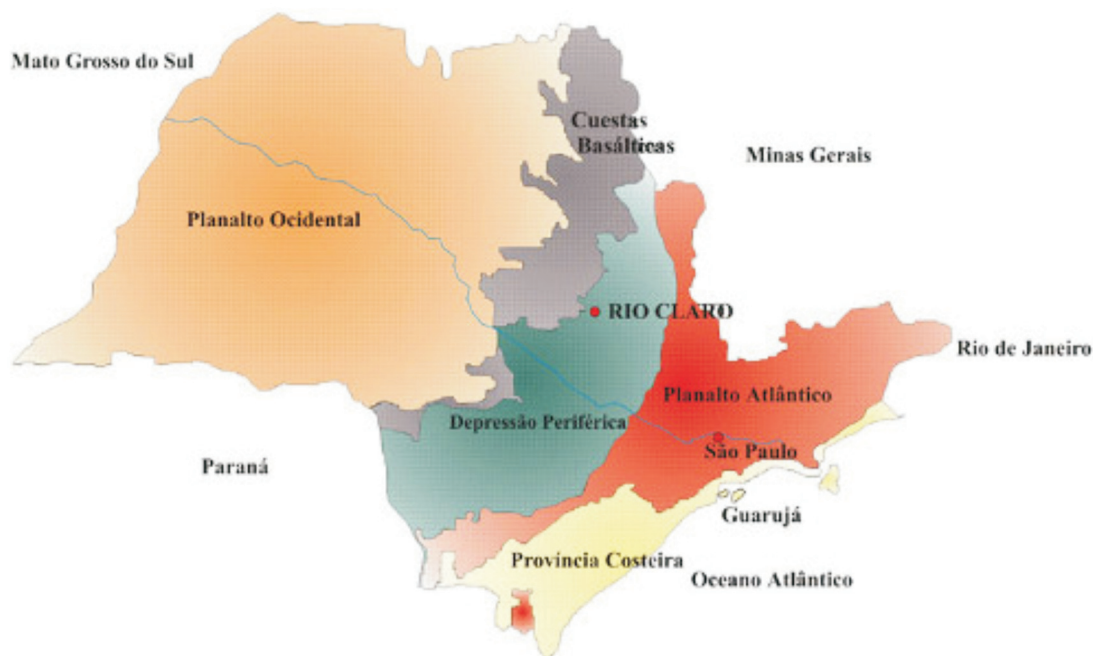 Mato Grosso do Sul
Cuestas
Basálticas
Minas Gerais
Planalto Ocidental
RIO CLARO
Rio de Janeiro
Planalto Atlântico
Depressão Periférica
São Paulo
Paraná
Guarujá
Província Costeira
Oceano Atlântico